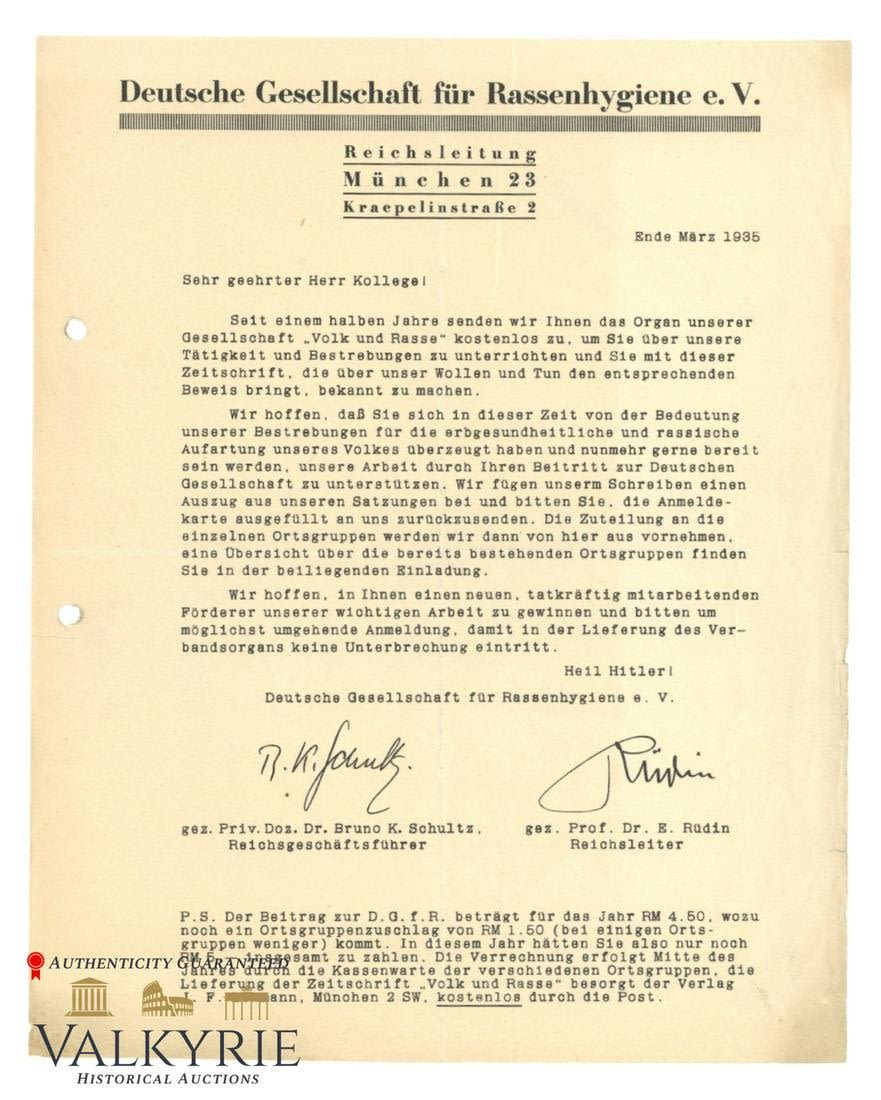 Deutsche Gesellschaft für Rassenhygiene e. V.
Reichsleitung
München 23
Kraepelinstraße 2
Ende März 1935
Sehr geehrter Herr Kollege!
Seit einem halben Jahre senden wir Ihnen das Organ unserer
Gesellschaft „Volk und Rasse“ kostenlos zu, um Sie über unsere
Tätigkeit und Bestrebungen zu unterrichten und Sie mit dieser
Zeitschrift, die über unser Wollen und Tun den entsprechenden
Beweis bringt, bekannt zu machen.
Wir hoffen, daß Sie sich in dieser Zeit von der Bedeutung
unserer Bestrebungen für die erbgesundheitliche und rassische
Aufartung unseres Volkes überzeugt haben und nunmehr gerne bereit
sein werden, unsere Arbeit durch Ihren Beitritt zur Deutschen
Gesellschaft zu unterstützen. Wir fügen unserm Schreiben einen
Auszug aus unseren Satzungen bei und bitten Sie, die Anmelde-
karte ausgefüllt an uns zurückzusenden. Die Zuteilung an die
einzelnen Ortsgruppen werden wir dann von hier aus vornehmen,
eine Übersicht über die bereits bestehenden Ortsgruppen finden
Sie in der beiliegenden Einladung.
Wir hoffen, in Ihnen einen neuen, tatkräftig mitarbeitenden
Förderer unserer wichtigen Arbeit zu gewinnen und bitten um
möglichst umgehende Anmeldung, damit in der Lieferung des Ver-
bandsorgans keine Unterbrechung eintritt.
Heil Hitler!
Deutsche Gesellschaft für Rassenhygiene e. V.
B. K. Schultz. Rüdin
gez. Priv. Doz. Dr. Bruno K. Schultz, gez. Prof. Dr. E. Rüdin
Reichsgeschäftsführer Reichsleiter
P.S. Der Beitrag zur D.G.f.R. beträgt für das Jahr RM 4.50, wozu
noch ein Ortsgruppenzuschlag von RM 1.50 (bei einigen Orts-
gruppen weniger) kommt. In diesem Jahr hätten Sie also nur noch
insgesamt zu zahlen. Die Verrechnung erfolgt Mitte des
Jahres durch die Kassenwarte der verschiedenen Ortsgruppen, die
Lieferung der Zeitschrift „Volk und Rasse“ besorgt der Verlag
F. München 2 SW, kostenlos durch die Post.
AUTHENTICITY GUARANTEED
VALKYRIE
HISTORICAL AUCTIONS